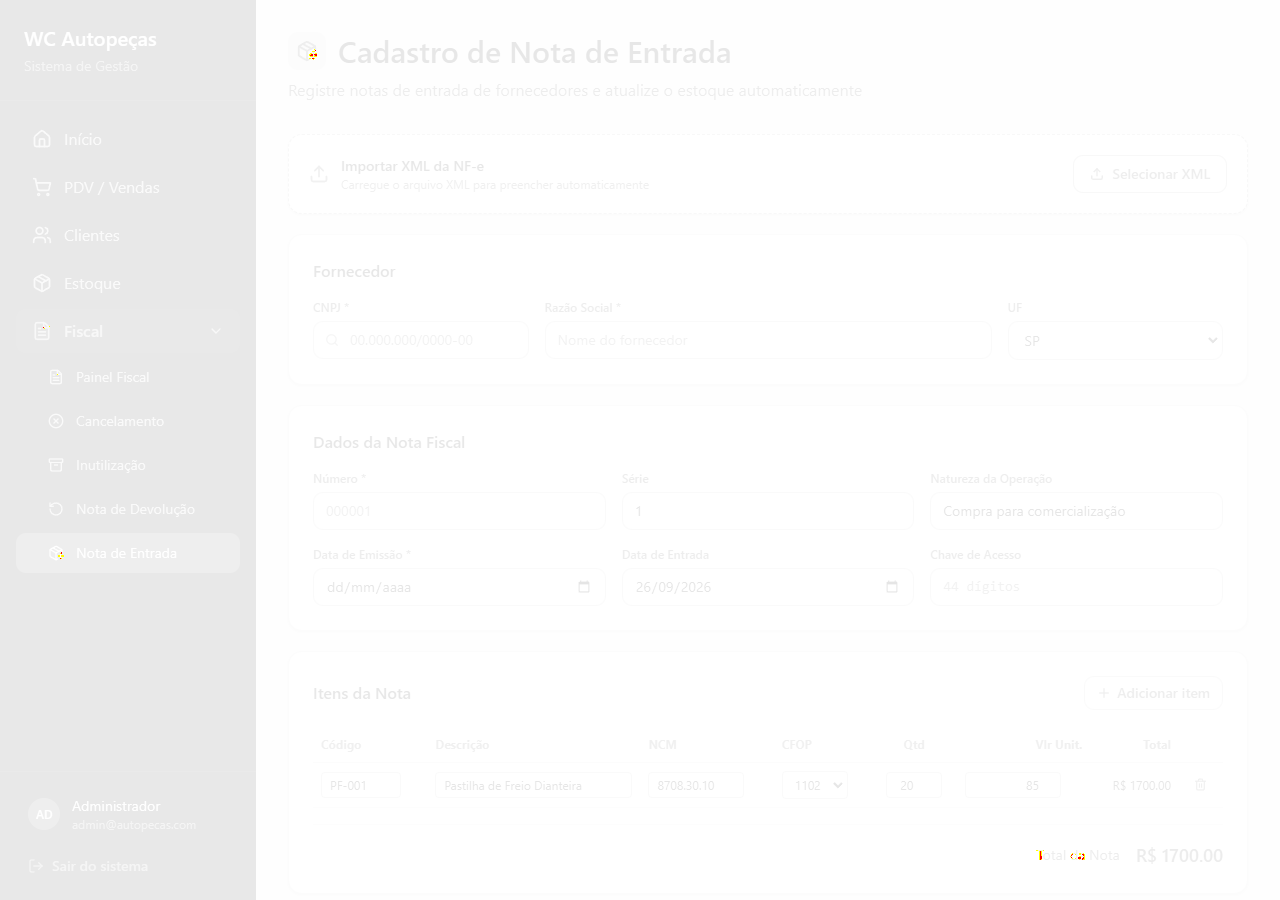 WC Autopeças
Sistema de Gestão
Início
PDV / Vendas
Clientes
Estoque
Fiscal
Painel Fiscal
Cancelamento
Inutilização
Nota de Devolução
Nota de Entrada
AD
Administrador
admin@autopecas.com
Sair do sistema
Cadastro de Nota de Entrada
Registre notas de entrada de fornecedores e atualize o estoque automaticamente
Importar XML da NF-e
Carregue o arquivo XML para preencher automaticamente
Selecionar XML
Fornecedor
CNPJ * Razão Social * UF
00.000.000/0000-00 Nome do fornecedor SP
Dados da Nota Fiscal
Número * Série Natureza da Operação
000001 1 Compra para comercialização
Data de Emissão * Data de Entrada Chave de Acesso
dd/mm/aaaa 26/09/2026 44 dígitos
Itens da Nota
+ Adicionar item
Código Descrição NCM CFOP Qtd Vlr Unit. Total
PF-001 Pastilha de Freio Dianteira 8708.30.10 1102 20 85 R$ 1700.00
Total da Nota R$ 1700.00